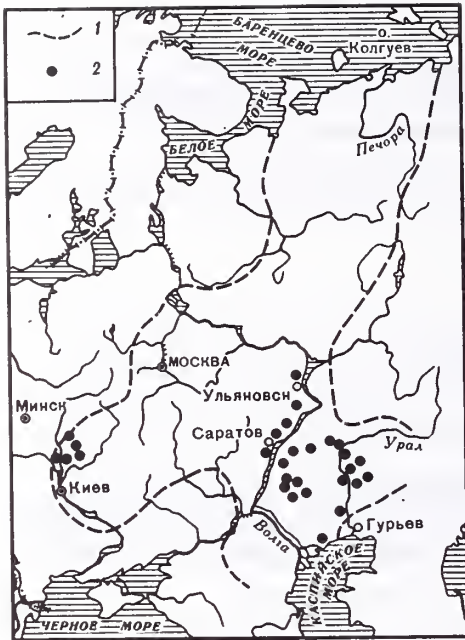 1
2
БАРЕНЦЕВО
МОРЕ
о.
Колгуев
МОРЕ
БЕЛОЕ
Печора
МОСКВА
Ульяновсн
МИНСК
Саратов
Урал
Киев
Волга
Гурьев
КАСПИЙСКОЕ
МОРЕ
ЧЕРНОЕ МОРЕ